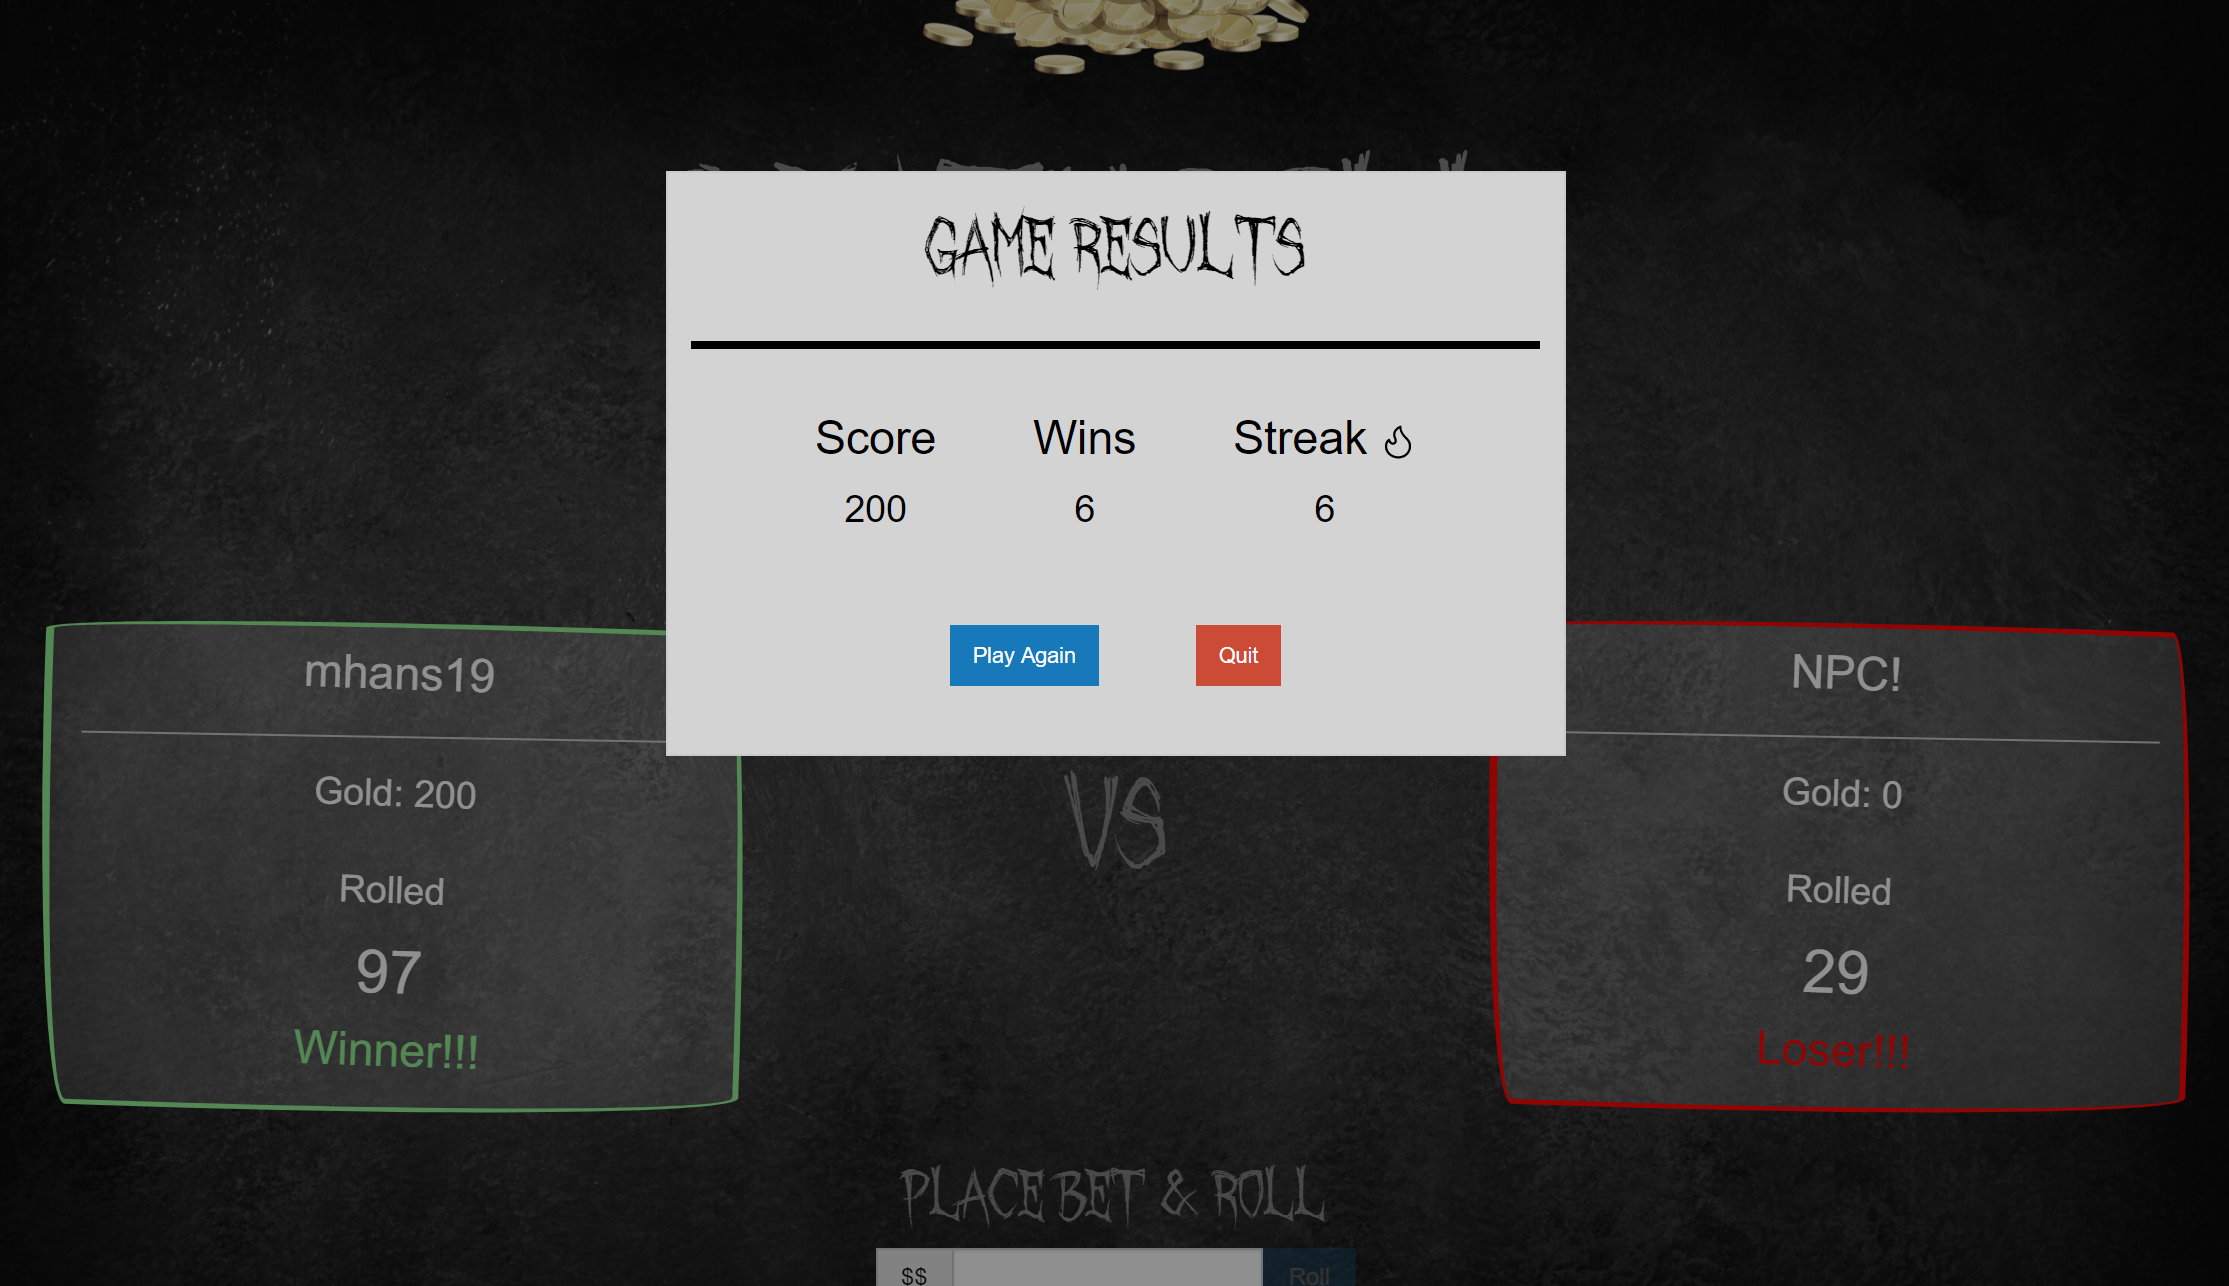 GAME RESULTS
Score Wins Streak
200 6 6
Play Again Quit
mhans19
Gold: 200
Rolled
97
Winner!!!
VS
NPC!
Gold: 0
Rolled
29
Loser!!!
PLACE BET & ROLL
$$ Roll